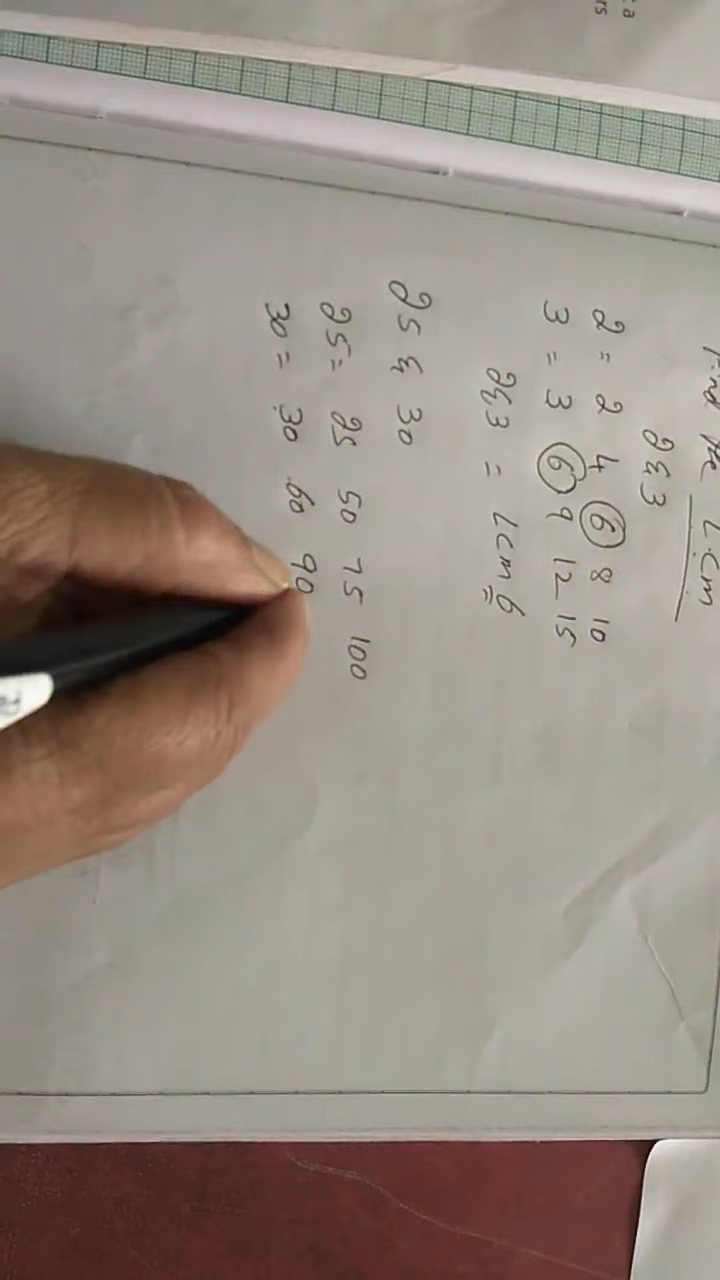 Find the L.cm
2 & 3
2 = 2 4 6 8 10
3 = 3 6 9 12 15
2 & 3 = Lcm 6
25 & 30
25 = 25 50 75 100
30 = 30 60 90